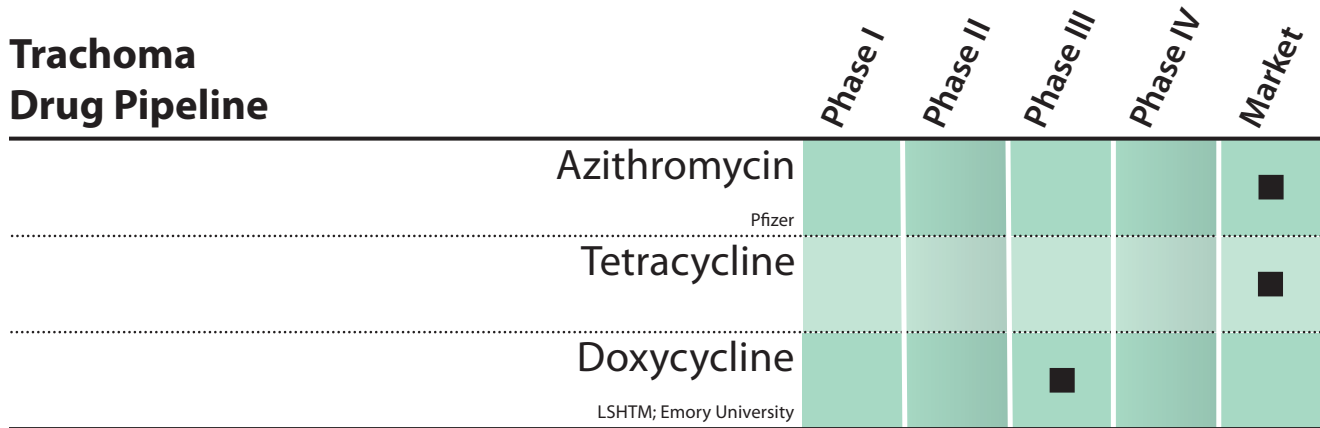 Trachoma
Drug Pipeline
Phase I
Phase II
Phase III
Phase IV
Market
Azithromycin
Pfizer
Tetracycline
Doxycycline
LSHTM; Emory University